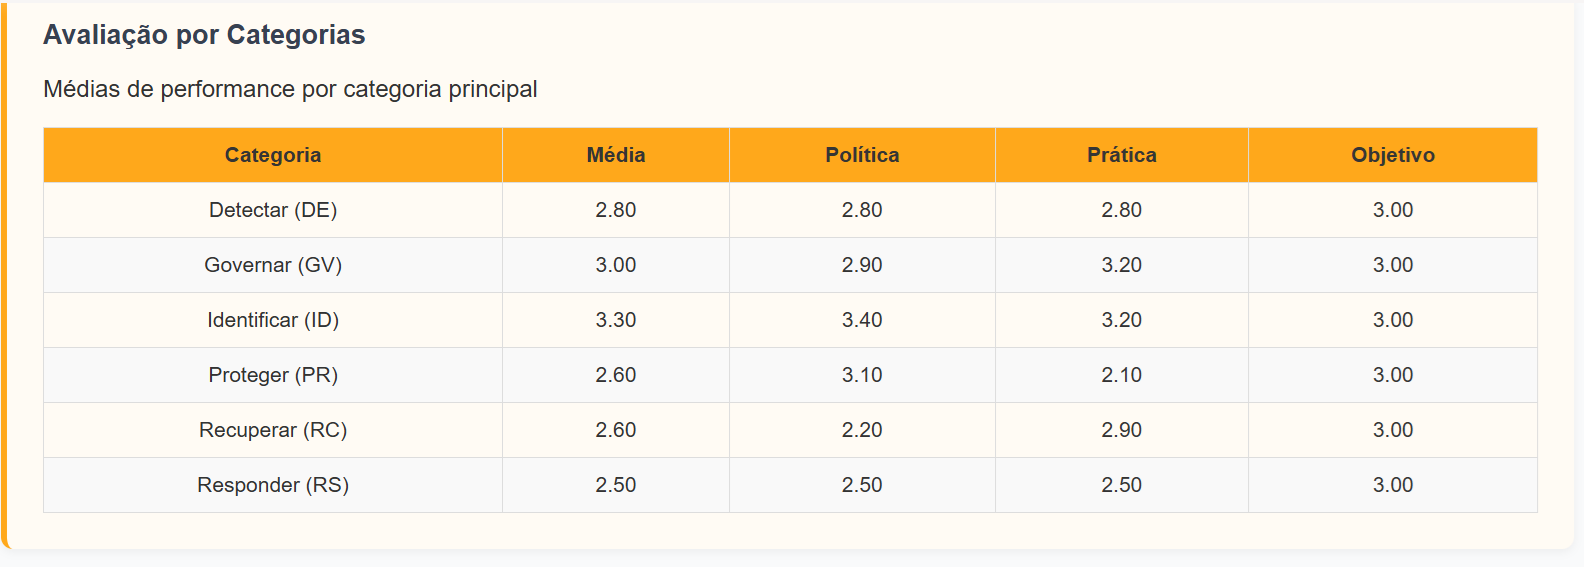 Avaliação por Categorias
Médias de performance por categoria principal
Categoria Média Política Prática Objetivo
Detectar (DE) 2.80 2.80 2.80 3.00
Governar (GV) 3.00 2.90 3.20 3.00
Identificar (ID) 3.30 3.40 3.20 3.00
Proteger (PR) 2.60 3.10 2.10 3.00
Recuperar (RC) 2.60 2.20 2.90 3.00
Responder (RS) 2.50 2.50 2.50 3.00